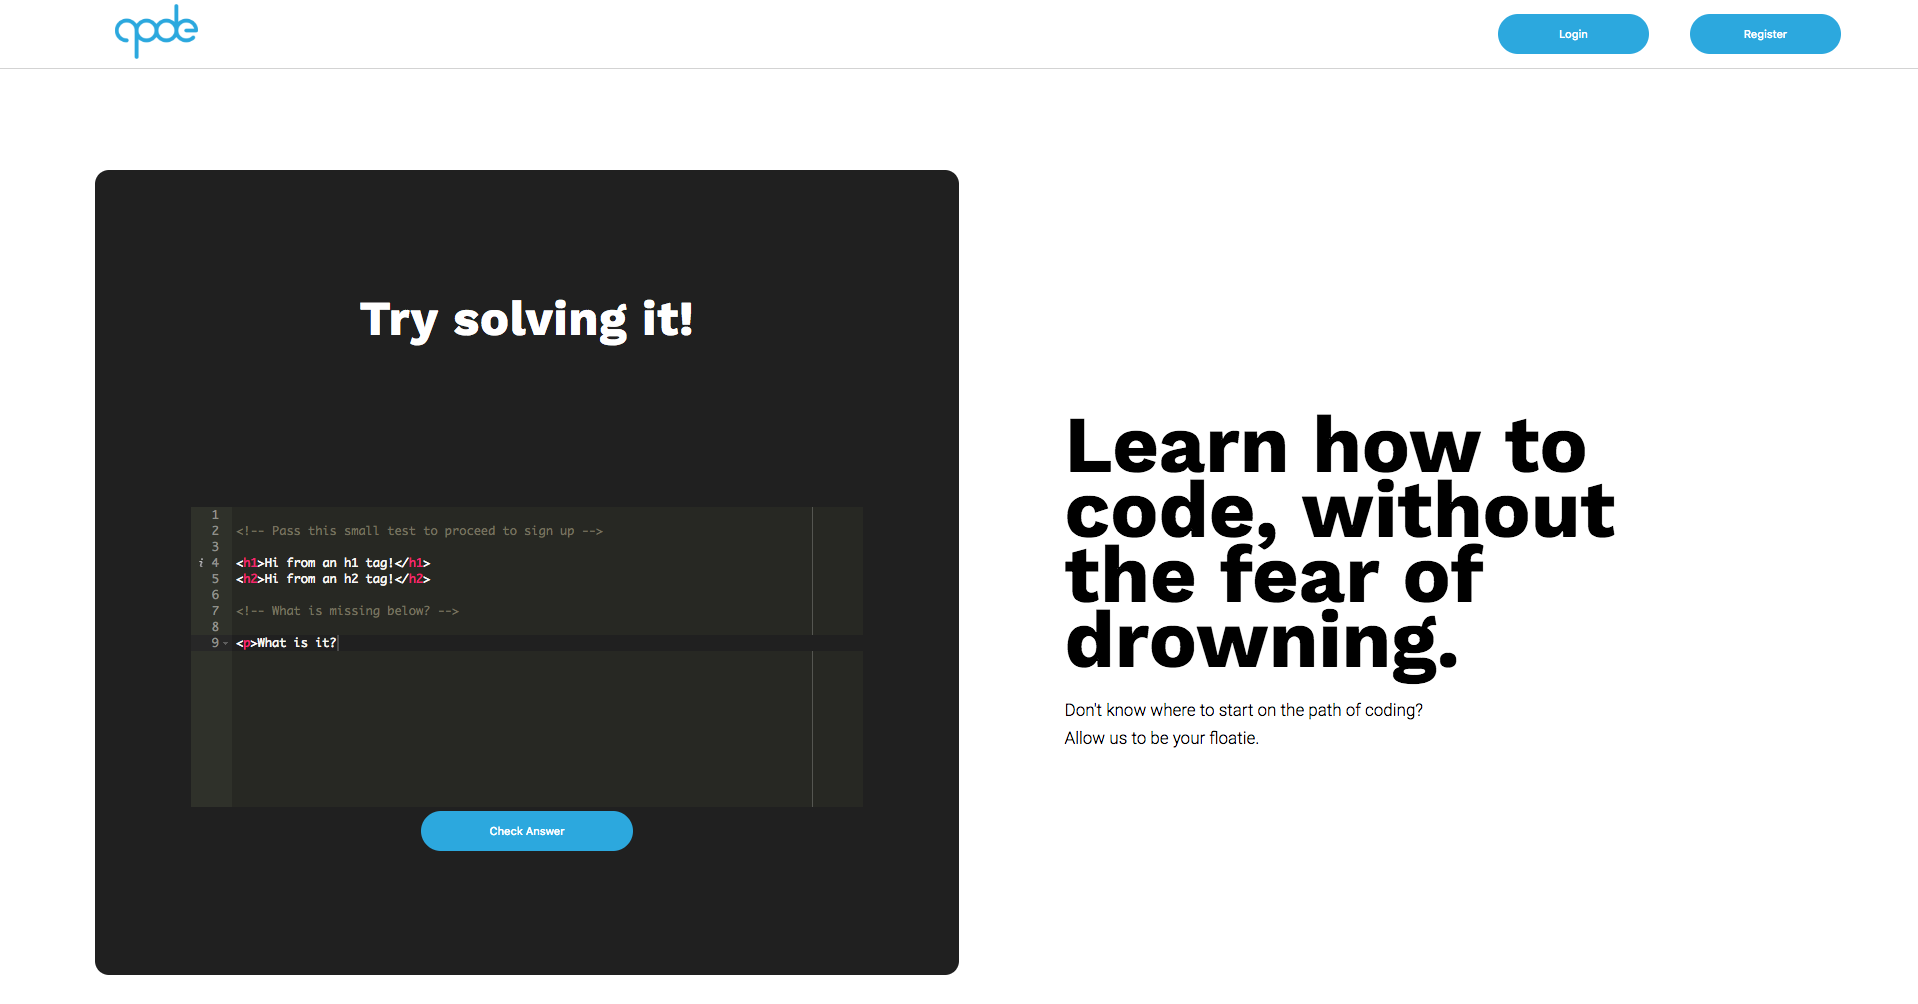 qode
Login
Register
Try solving it!
1
2 <!-- Pass this small test to proceed to sign up -->
3
i 4 <h1>Hi from an h1 tag!</h1>
5 <h2>Hi from an h2 tag!</h2>
6
7 <!-- What is missing below? -->
8
9 <p>What is it?
Check Answer
Learn how to
code, without
the fear of
drowning.
Don't know where to start on the path of coding?
Allow us to be your floatie.